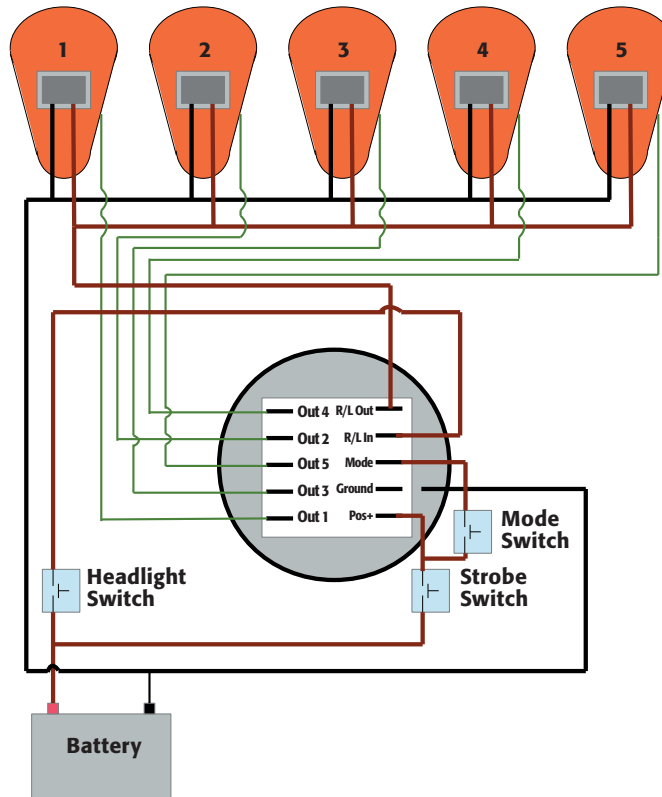 1 2 3 4 5
Out 4 R/L Out
Out 2 R/L In
Out 5 Mode
Out 3 Ground
Out 1 Pos+
Mode
Switch
Headlight
Switch
Strobe
Switch
Battery